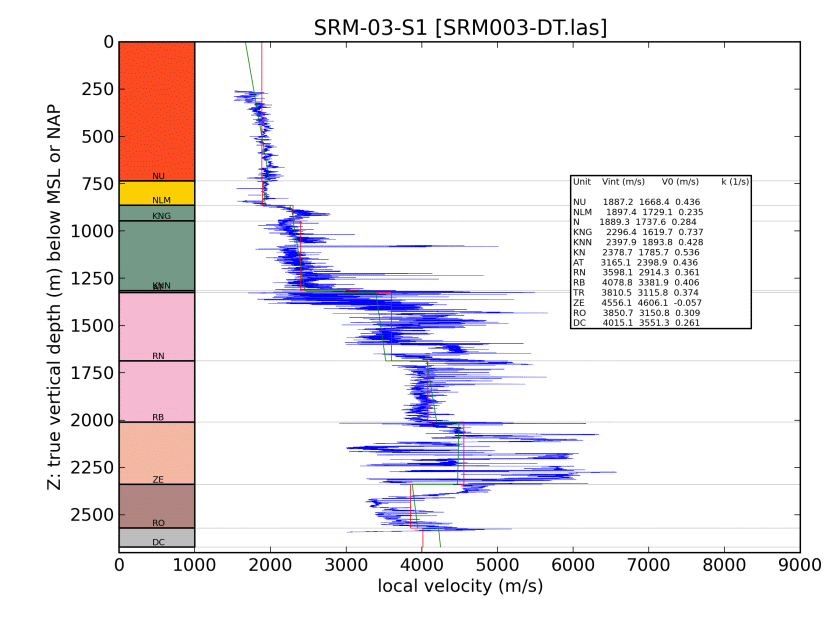 SRM-03-S1 [SRM003-DT.las]
Z: true vertical depth (m) below MSL or NAP
0
250
500
750
1000
1250
1500
1750
2000
2250
2500
NU
NLM
KNG
KNN
AT
RN
RB
ZE
RO
DC
Unit Vint (m/s) V0 (m/s) k (1/s)
NU 1887.2 1668.4 0.436
NLM 1897.4 1729.1 0.235
N 1889.3 1737.6 0.284
KNG 2296.4 1619.7 0.737
KNN 2397.9 1893.8 0.428
KN 2378.7 1785.7 0.536
AT 3165.1 2398.9 0.436
RN 3598.1 2914.3 0.361
RB 4078.8 3381.9 0.406
TR 3810.5 3115.8 0.374
ZE 4556.1 4606.1 -0.057
RO 3850.7 3150.8 0.309
DC 4015.1 3551.3 0.261
0 1000 2000 3000 4000 5000 6000 7000 8000 9000
local velocity (m/s)